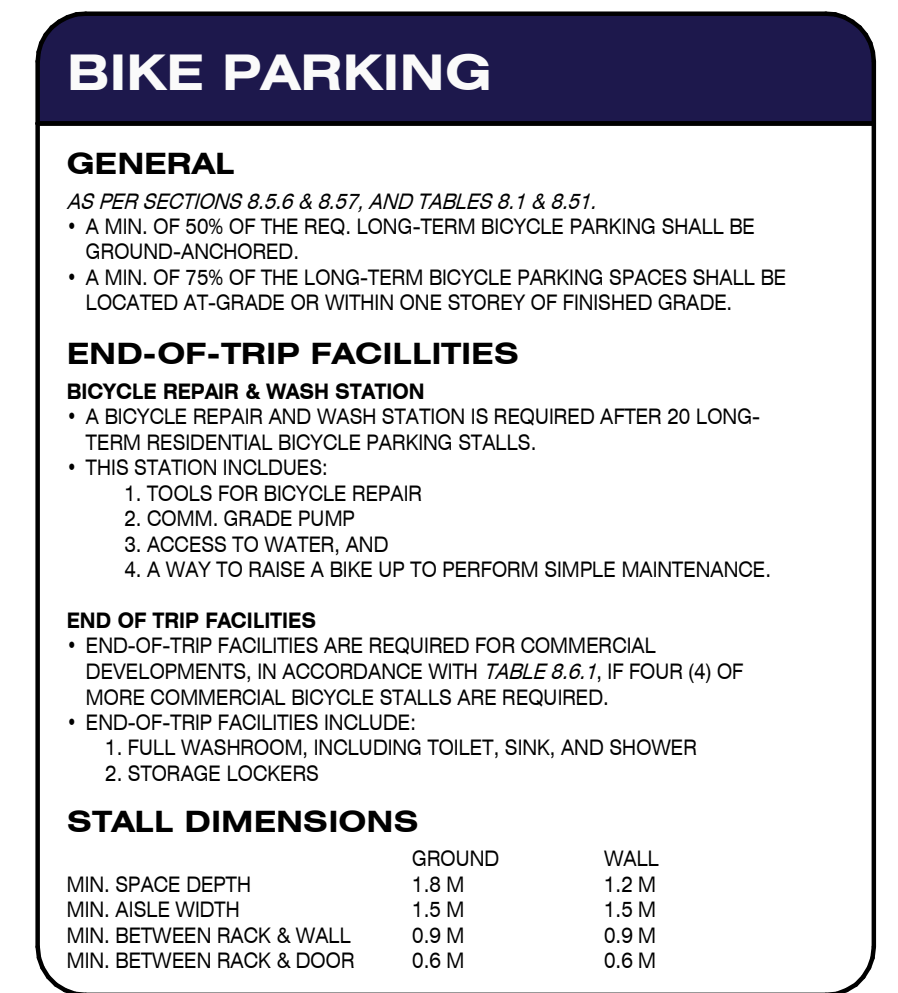 BIKE PARKING
GENERAL
AS PER SECTIONS 8.5.6 & 8.57, AND TABLES 8.1 & 8.51.
• A MIN. OF 50% OF THE REQ. LONG-TERM BICYCLE PARKING SHALL BE
GROUND-ANCHORED.
• A MIN. OF 75% OF THE LONG-TERM BICYCLE PARKING SPACES SHALL BE
LOCATED AT-GRADE OR WITHIN ONE STOREY OF FINISHED GRADE.
END-OF-TRIP FACILLITIES
BICYCLE REPAIR & WASH STATION
• A BICYCLE REPAIR AND WASH STATION IS REQUIRED AFTER 20 LONG-
TERM RESIDENTIAL BICYCLE PARKING STALLS.
• THIS STATION INCLDUES:
1. TOOLS FOR BICYCLE REPAIR
2. COMM. GRADE PUMP
3. ACCESS TO WATER, AND
4. A WAY TO RAISE A BIKE UP TO PERFORM SIMPLE MAINTENANCE.
END OF TRIP FACILITIES
• END-OF-TRIP FACILITIES ARE REQUIRED FOR COMMERCIAL
DEVELOPMENTS, IN ACCORDANCE WITH TABLE 8.6.1, IF FOUR (4) OF
MORE COMMERCIAL BICYCLE STALLS ARE REQUIRED.
• END-OF-TRIP FACILITIES INCLUDE:
1. FULL WASHROOM, INCLUDING TOILET, SINK, AND SHOWER
2. STORAGE LOCKERS
STALL DIMENSIONS
GROUND WALL
MIN. SPACE DEPTH 1.8 M 1.2 M
MIN. AISLE WIDTH 1.5 M 1.5 M
MIN. BETWEEN RACK & WALL 0.9 M 0.9 M
MIN. BETWEEN RACK & DOOR 0.6 M 0.6 M